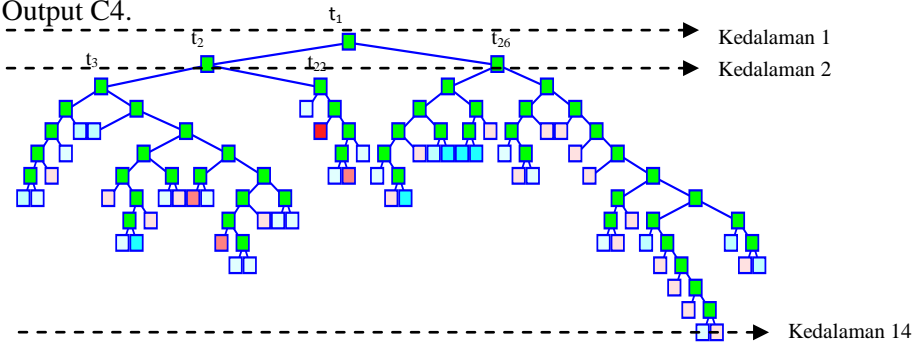 Output C4.
t1
Kedalaman 1
t2
t26
t3
t22
Kedalaman 2
Kedalaman 14